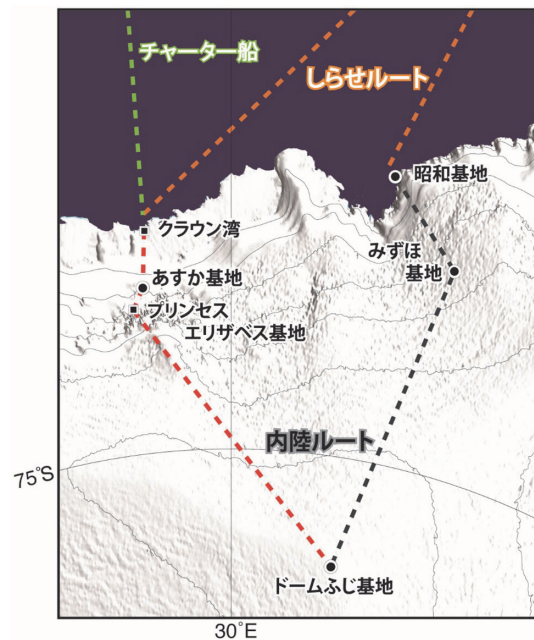 チャーター船
しらせルート
昭和基地
クラウン湾
みずほ
基地
あすか基地
プリンセス
エリザベス基地
内陸ルート
75°S
ドームふじ基地
30°E